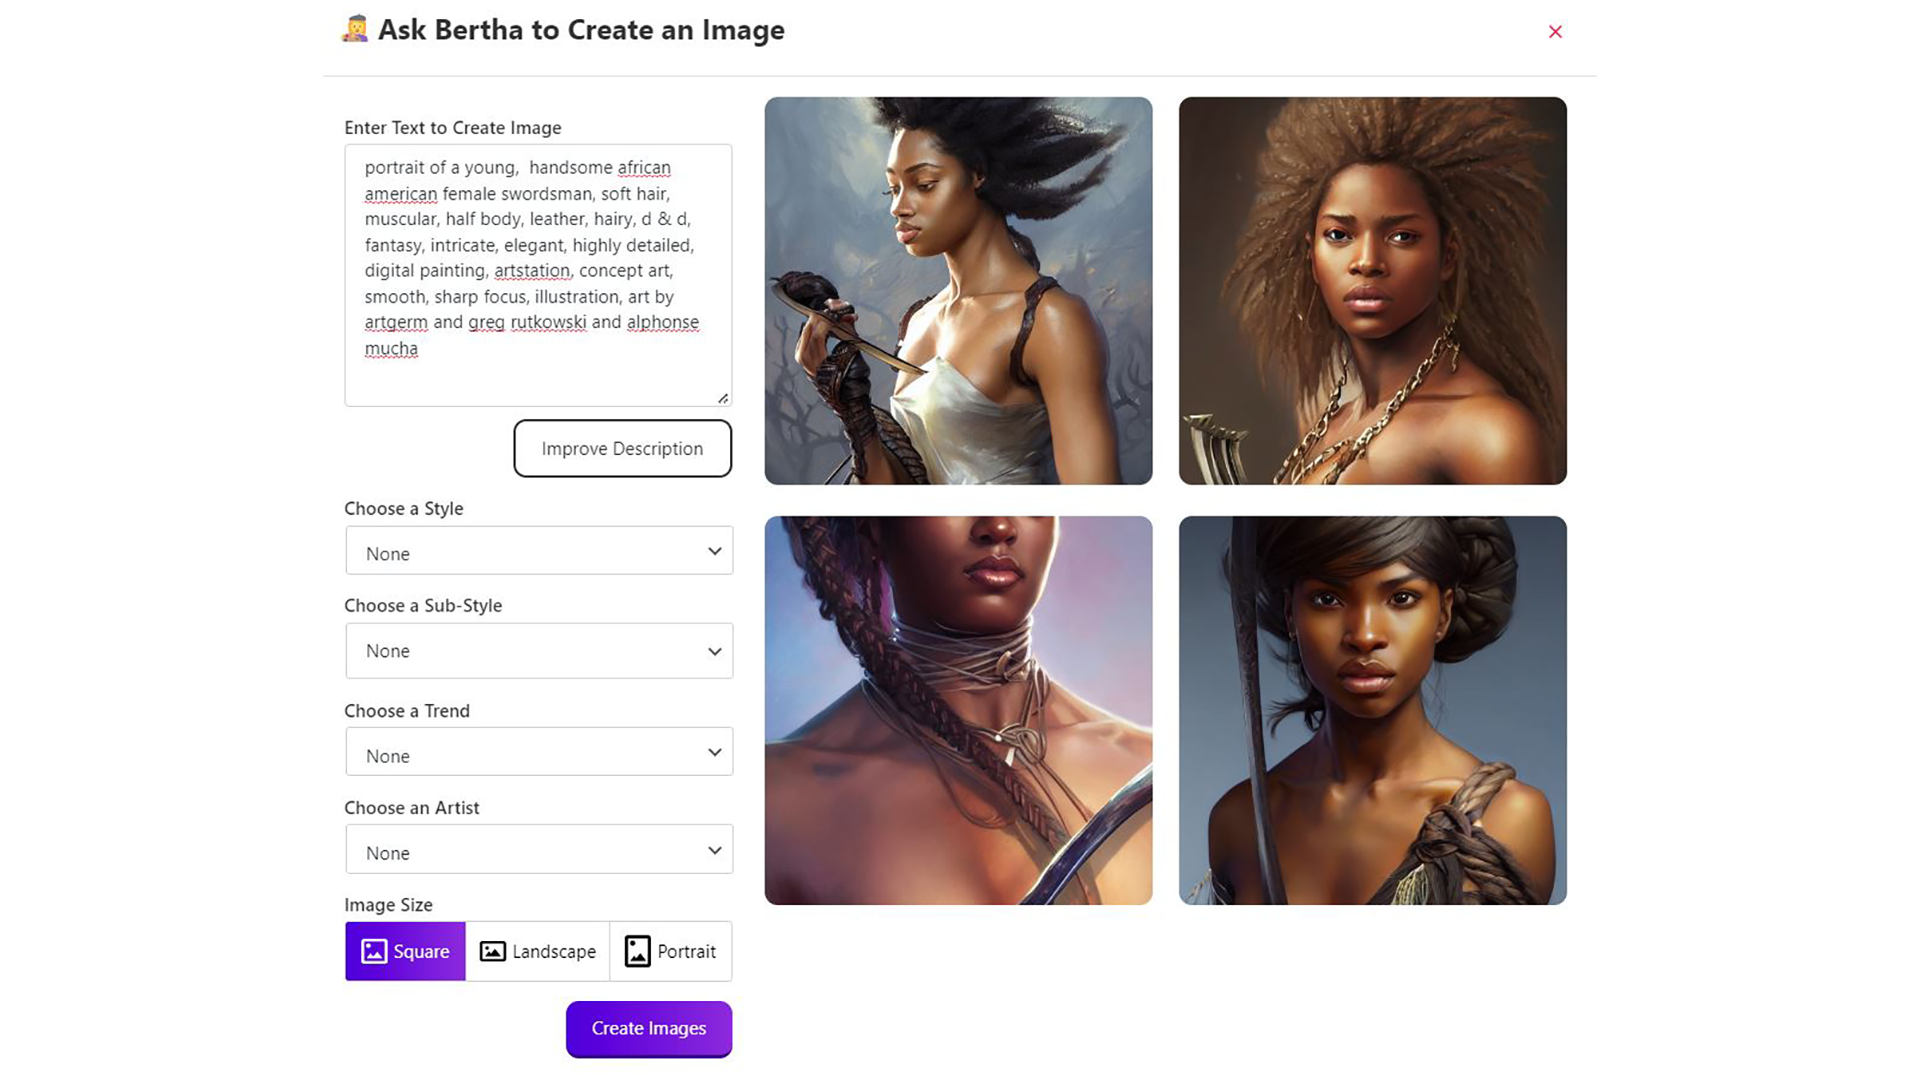 Ask Bertha to Create an Image
Enter Text to Create Image
portrait of a young,  handsome african
american female swordsman, soft hair,
muscular, half body, leather, hairy, d & d,
fantasy, intricate, elegant, highly detailed,
digital painting, artstation, concept art,
smooth, sharp focus, illustration, art by
artgerm and greg rutkowski and alphonse
mucha
Improve Description
Choose a Style
None
Choose a Sub-Style
None
Choose a Trend
None
Choose an Artist
None
Image Size
Square Landscape Portrait
Create Images